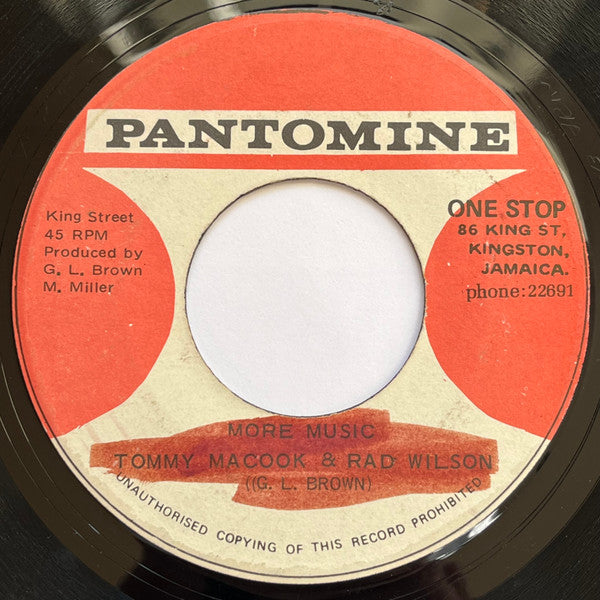 PANTOMINE
King Street
45 RPM
Produced by
G. L. Brown
M. Miller
ONE STOP
86 KING ST,
KINGSTON,
JAMAICA.
phone:22691
MORE MUSIC
TOMMY MACOOK & RAD WILSON
((G. L. BROWN)
UNAUTHORISED COPYING OF THIS RECORD PROHIBITED